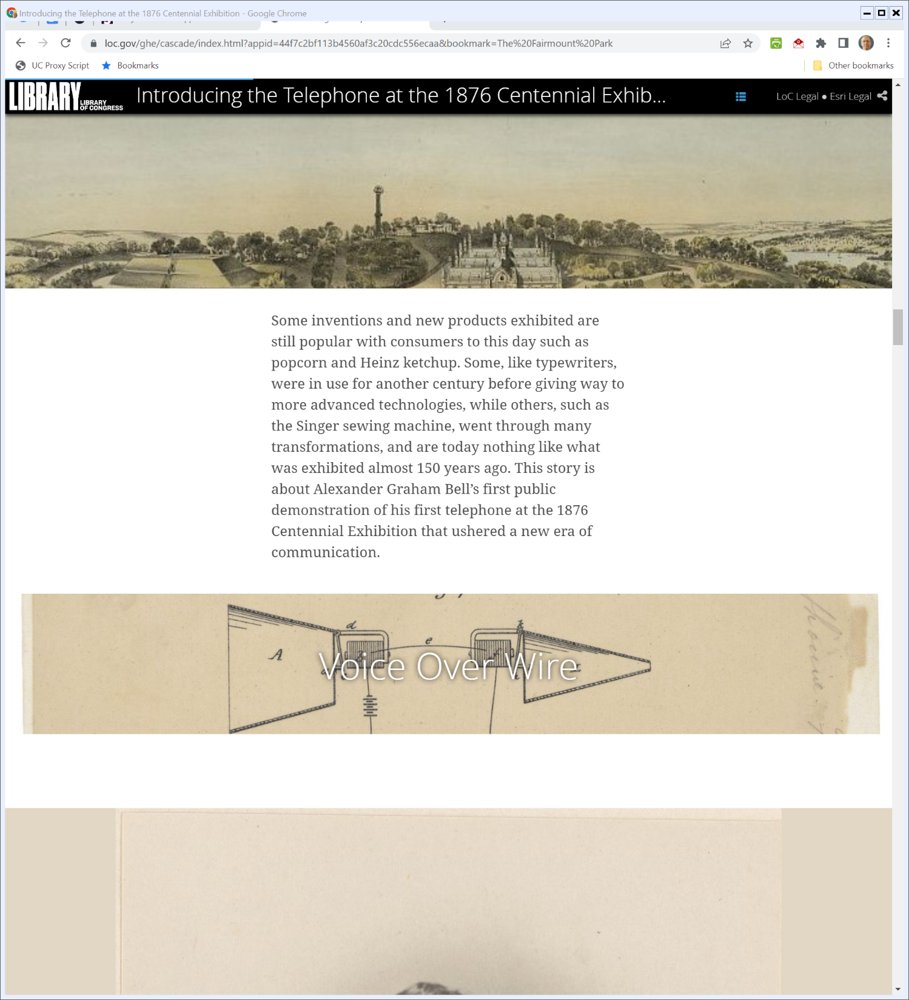 Introducing the Telephone at the 1876 Centennial Exhibition - Google Chrome
loc.gov/ghe/cascade/index.html?appid=44f7c2bf113b4560af3c20cdc556ecaa&bookmark=The%20Fairmount%20Park
UC Proxy Script Bookmarks Other bookmarks
LIBRARY LIBRARY OF CONGRESS Introducing the Telephone at the 1876 Centennial Exhib... LoC Legal ● Esri Legal
Some inventions and new products exhibited are
still popular with consumers to this day such as
popcorn and Heinz ketchup. Some, like typewriters,
were in use for another century before giving way to
more advanced technologies, while others, such as
the Singer sewing machine, went through many
transformations, and are today nothing like what
was exhibited almost 150 years ago. This story is
about Alexander Graham Bell’s first public
demonstration of his first telephone at the 1876
Centennial Exhibition that ushered a new era of
communication.
d k
e
A
Voice Over Wire